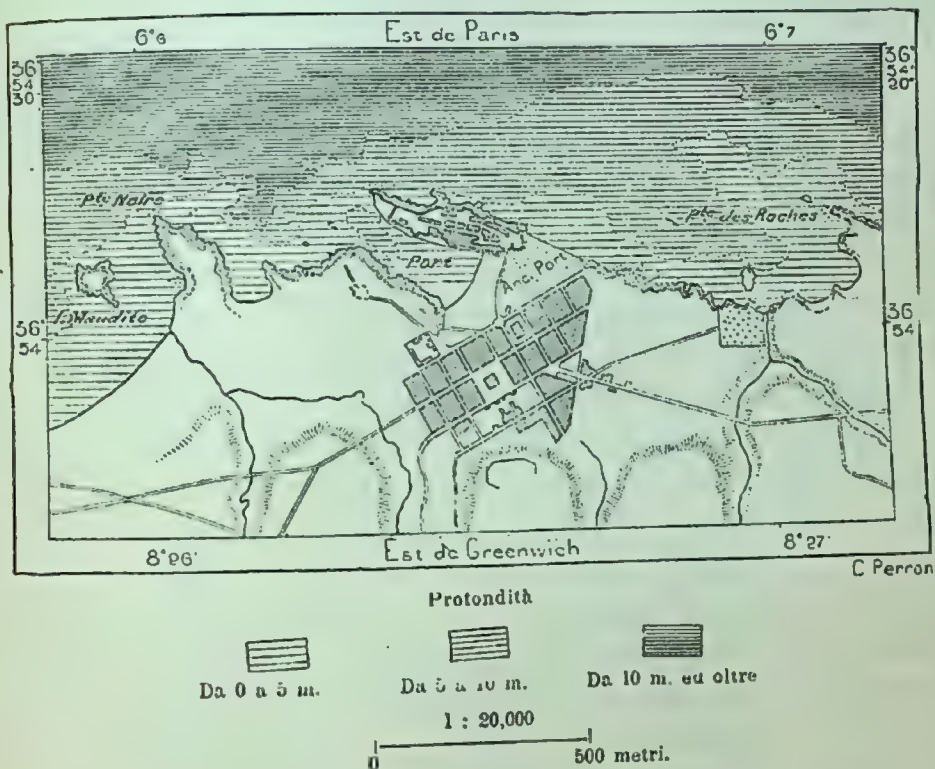 6°6
Est de Paris
6°7
36°
54
30"
36°
54'
20"
Pte Noire
Pte des Roches
Port
Anc. Port
I. Maudite
36°
54
36
54
8°26'
Est de Greenwich
8°27'
C Perron
Protondità
Da 0 a 5 m.
Da 5 a 10 m.
Da 10 m. ed oltre
1 : 20,000
0
500 metri.